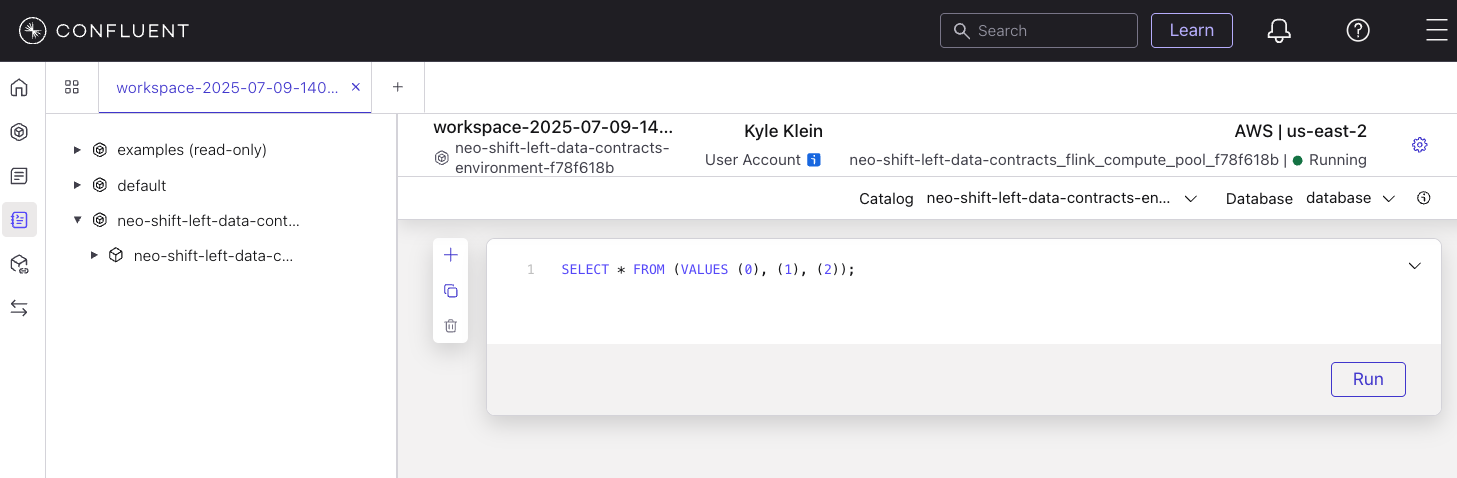 CONFLUENT
Search
Learn
workspace-2025-07-09-140...
workspace-2025-07-09-14...
neo-shift-left-data-contracts-
environment-f78f618b
Kyle Klein
User Account
AWS | us-east-2
neo-shift-left-data-contracts_flink_compute_pool_f78f618b | Running
examples (read-only)
default
neo-shift-left-data-cont...
neo-shift-left-data-c...
Catalog neo-shift-left-data-contracts-en... Database database
1 SELECT * FROM (VALUES (0), (1), (2));
Run